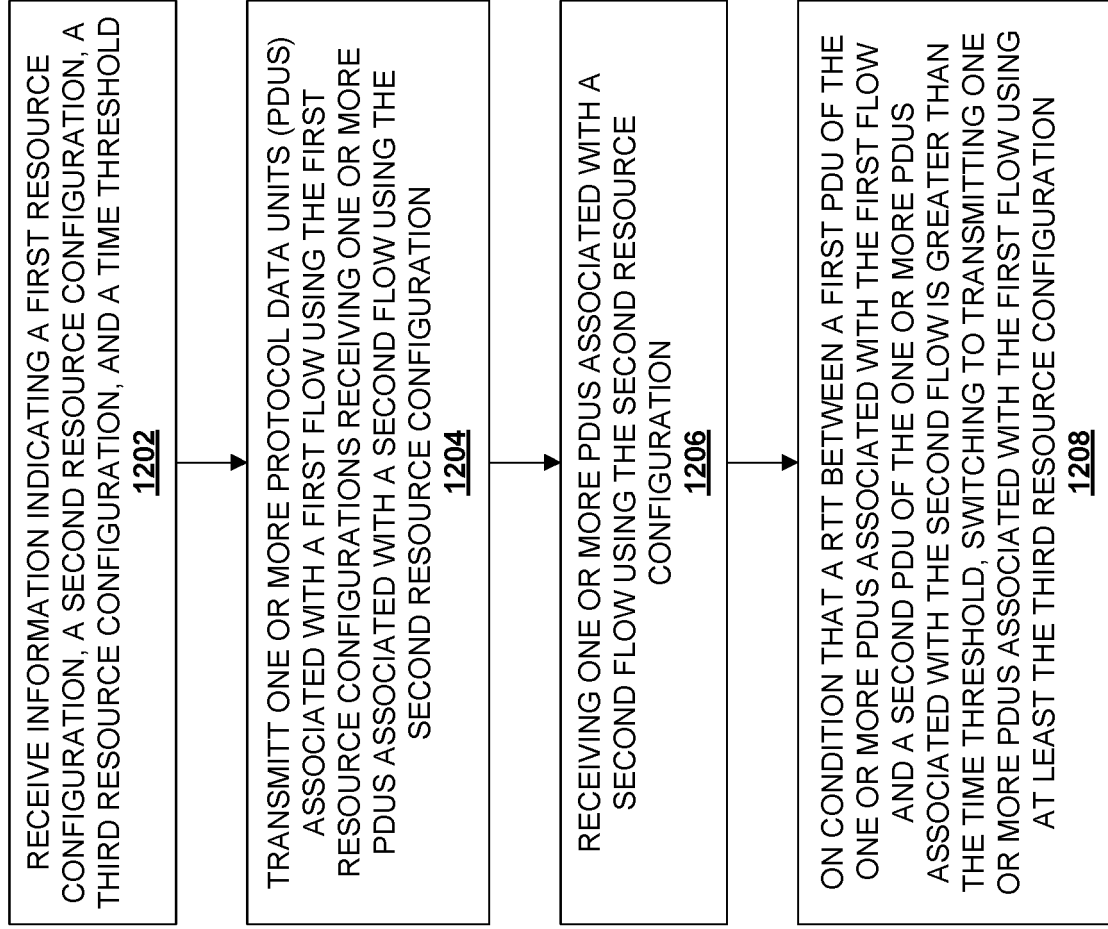 RECEIVE INFORMATION INDICATING A FIRST RESOURCE
CONFIGURATION, A SECOND RESOURCE CONFIGURATION, A
THIRD RESOURCE CONFIGURATION, AND A TIME THRESHOLD
1202
TRANSMITT ONE OR MORE PROTOCOL DATA UNITS (PDUS)
ASSOCIATED WITH A FIRST FLOW USING THE FIRST
RESOURCE CONFIGURATIONS RECEIVING ONE OR MORE
PDUS ASSOCIATED WITH A SECOND FLOW USING THE
SECOND RESOURCE CONFIGURATION
1204
RECEIVING ONE OR MORE PDUS ASSOCIATED WITH A
SECOND FLOW USING THE SECOND RESOURCE
CONFIGURATION
1206
ON CONDITION THAT A RTT BETWEEN A FIRST PDU OF THE
ONE OR MORE PDUS ASSOCIATED WITH THE FIRST FLOW
AND A SECOND PDU OF THE ONE OR MORE PDUS
ASSOCIATED WITH THE SECOND FLOW IS GREATER THAN
THE TIME THRESHOLD, SWITCHING TO TRANSMITTING ONE
OR MORE PDUS ASSOCIATED WITH THE FIRST FLOW USING
AT LEAST THE THIRD RESOURCE CONFIGURATION
1208